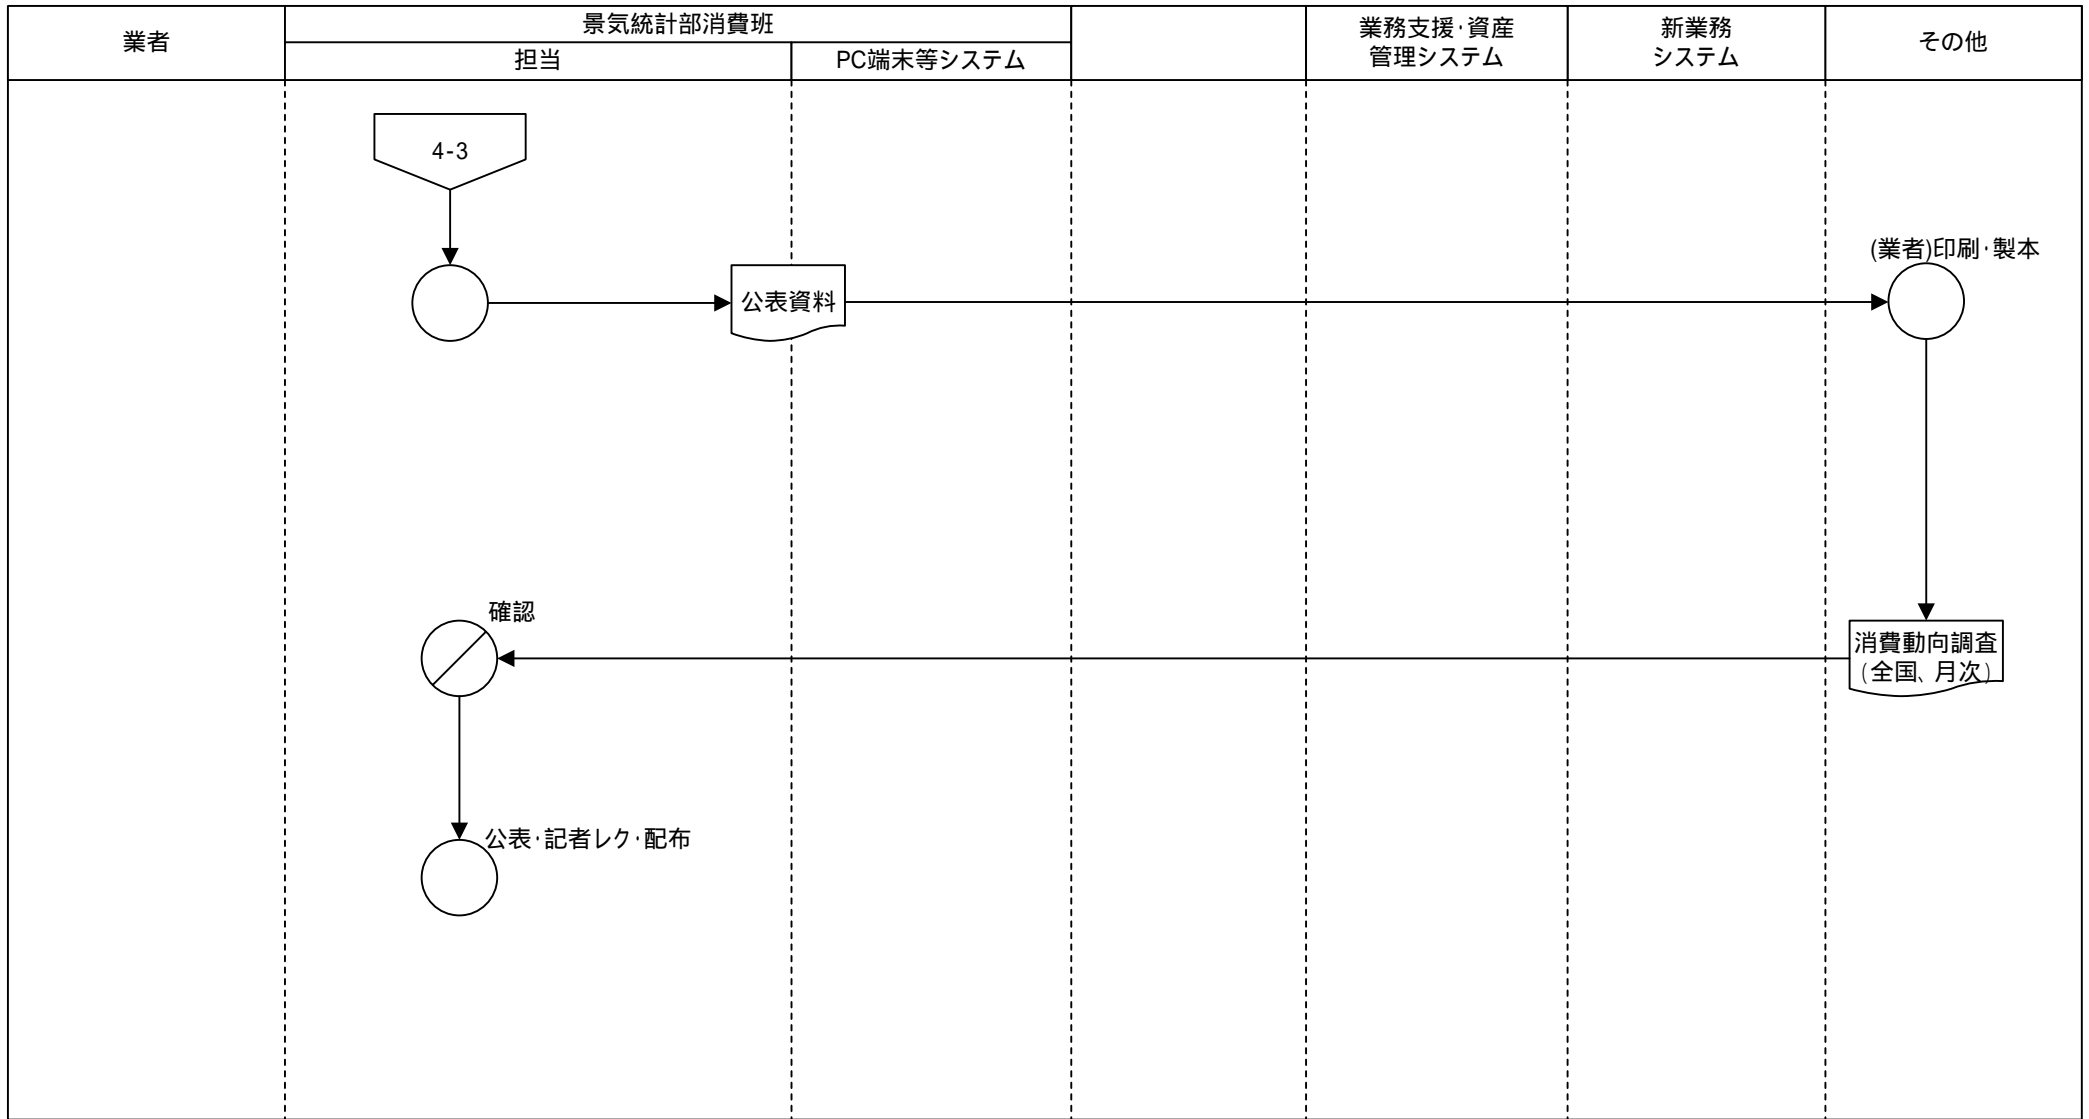 業者
景気統計部消費班
担当
PC端末等システム
業務支援・資産
管理システム
新業務
システム
その他
4-3
(業者)印刷・製本
公表資料
確認
消費動向調査
(全国、月次)
公表・記者レク・配布